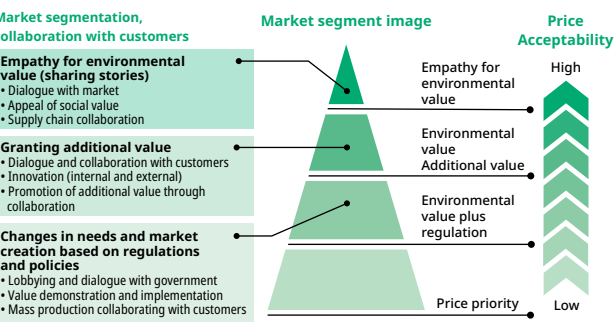 Market segmentation,
collaboration with customers
Empathy for environmental
value (sharing stories)
• Dialogue with market
• Appeal of social value
• Supply chain collaboration
Granting additional value
• Dialogue and collaboration with customers
• Innovation (internal and external)
• Promotion of additional value through
collaboration
Changes in needs and market
creation based on regulations
and policies
• Lobbying and dialogue with government
• Value demonstration and implementation
• Mass production collaborating with customers
Market segment image
Empathy for
environmental
value
Environmental
value
Additional value
Environmental
value plus
regulation
Price priority
Price
Acceptability
High
Low